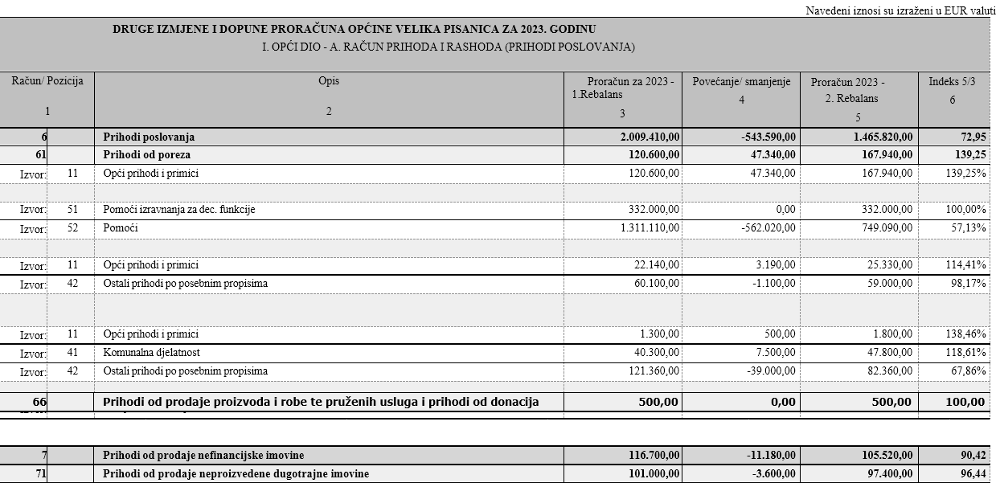 Navedeni iznosi su izraženi u EUR valuti
DRUGE IZMJENE I DOPUNE PRORAČUNA OPĆINE VELIKA PISANICA ZA 2023. GODINU
I. OPĆI DIO - A. RAČUN PRIHODA I RASHODA (PRIHODI POSLOVANJA)
Račun/ Pozicija Opis Proračun za 2023 - 1.Rebalans Povećanje/ smanjenje Proračun 2023 - 2. Rebalans Indeks 5/3
1 2 3 4 5 6
6 Prihodi poslovanja 2.009.410,00 -543.590,00 1.465.820,00 72,95
61 Prihodi od poreza 120.600,00 47.340,00 167.940,00 139,25
Izvor: 11 Opći prihodi i primici 120.600,00 47.340,00 167.940,00 139,25%
Izvor: 51 Pomoći izravnanja za dec. funkcije 332.000,00 0,00 332.000,00 100,00%
Izvor: 52 Pomoći 1.311.110,00 -562.020,00 749.090,00 57,13%
Izvor: 11 Opći prihodi i primici 22.140,00 3.190,00 25.330,00 114,41%
Izvor: 42 Ostali prihodi po posebnim propisima 60.100,00 -1.100,00 59.000,00 98,17%
Izvor: 11 Opći prihodi i primici 1.300,00 500,00 1.800,00 138,46%
Izvor: 41 Komunalna djelatnost 40.300,00 7.500,00 47.800,00 118,61%
Izvor: 42 Ostali prihodi po posebnim propisima 121.360,00 -39.000,00 82.360,00 67,86%
66 Prihodi od prodaje proizvoda i robe te pruženih usluga i prihodi od donacija 500,00 0,00 500,00 100,00
7 Prihodi od prodaje nefinancijske imovine 116.700,00 -11.180,00 105.520,00 90,42
71 Prihodi od prodaje neproizvedene dugotrajne imovine 101.000,00 -3.600,00 97.400,00 96,44